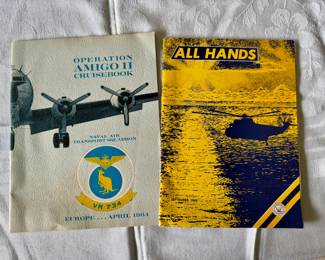 OPERATION
AMIGO II
CRUISEBOOK
NAVAL AIR
TRANSPORT SQUADRON
VR 734
EUROPE . . . APRIL 1964
ALL HANDS